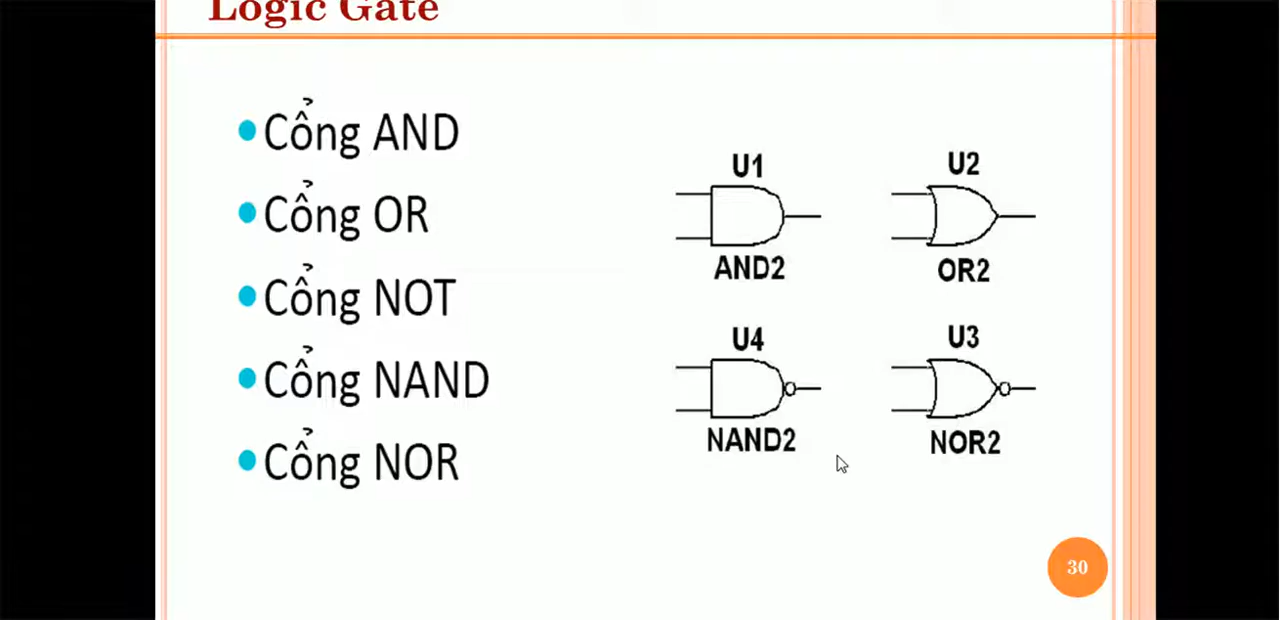 Logic Gate
Cổng AND
Cổng OR
Cổng NOT
Cổng NAND
Cổng NOR
U1
U2
AND2
OR2
U4
U3
NAND2
NOR2
30